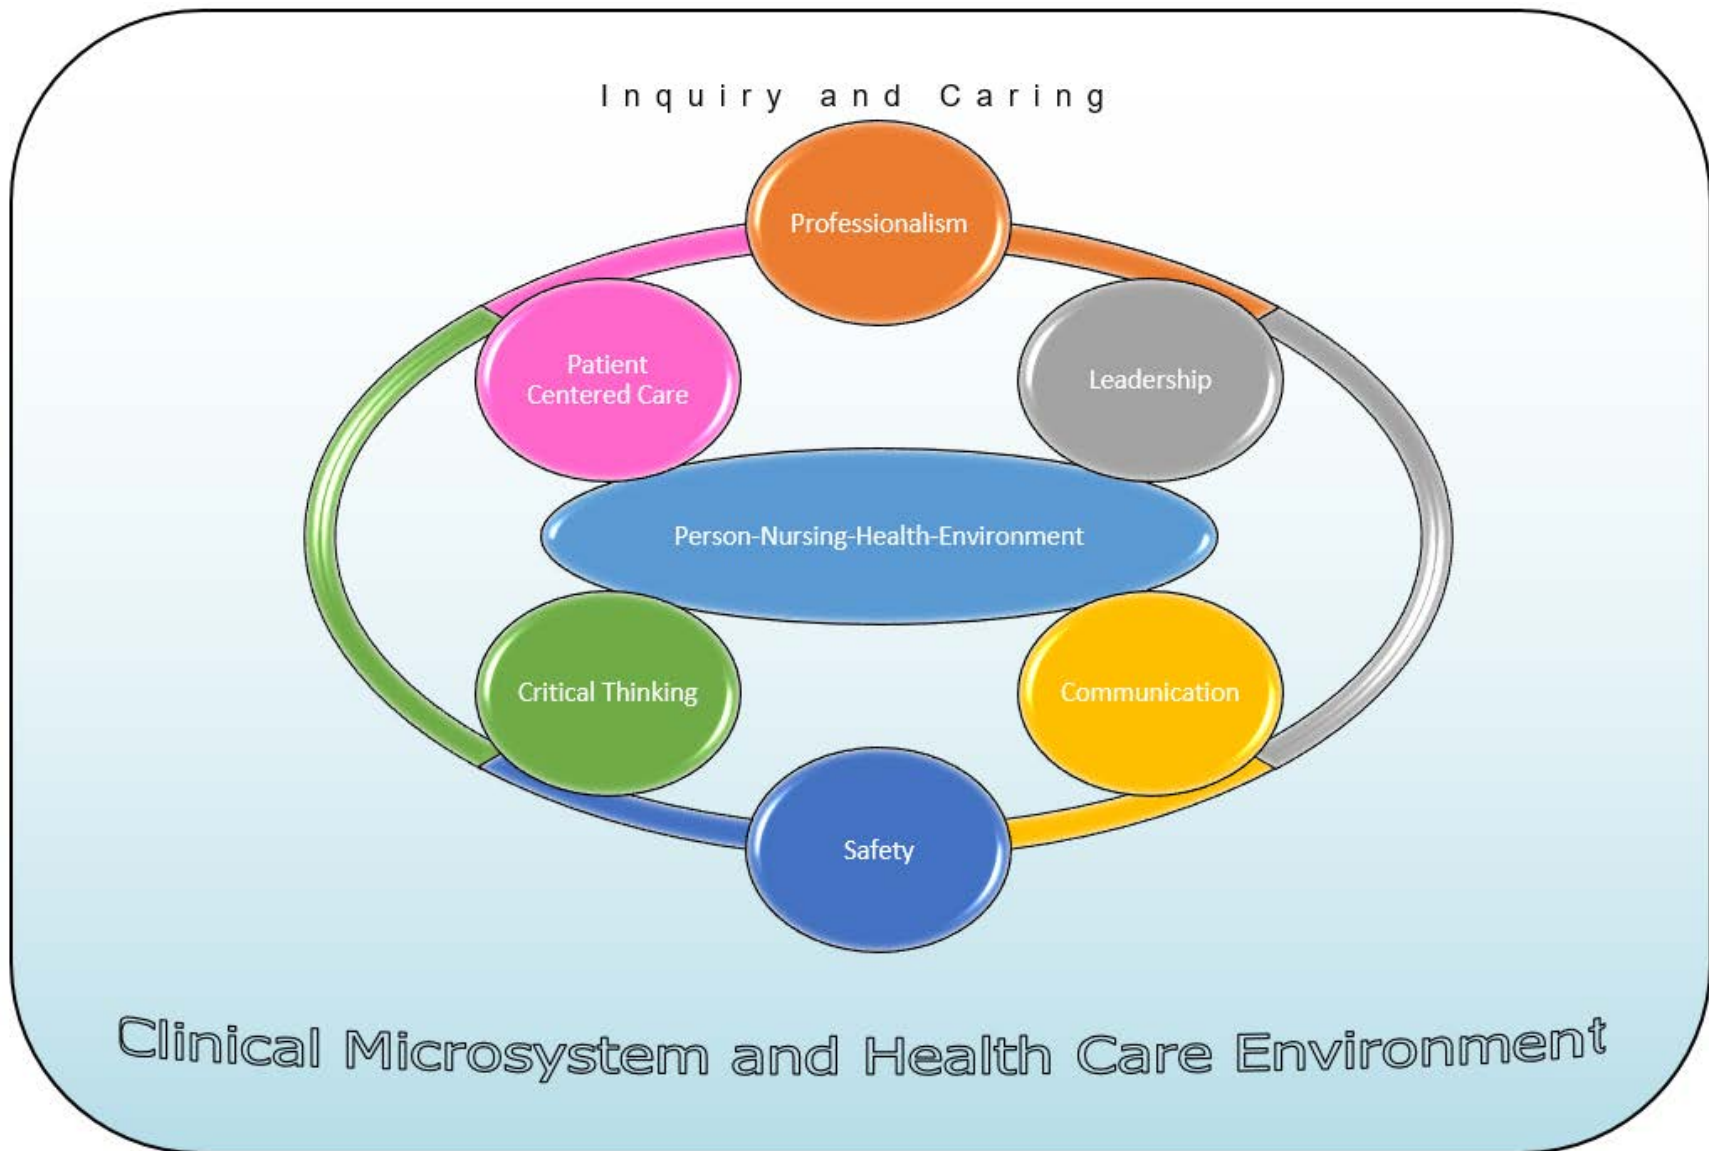 Inquiry and Caring
Professionalism
Patient
Centered Care
Leadership
Person-Nursing-Health-Environment
Critical Thinking
Communication
Safety
Clinical Microsystem and Health Care Environment